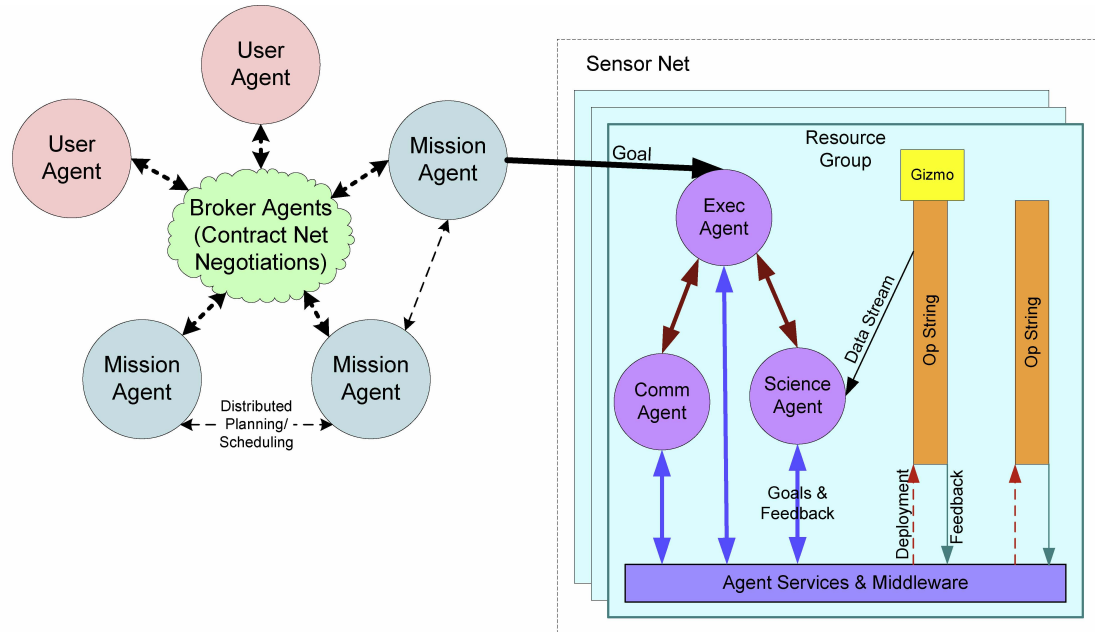 User
Agent
User
Agent
Mission
Agent
Broker Agents
(Contract Net
Negotiations)
Mission
Agent
Mission
Agent
Distributed
Planning/
Scheduling
Sensor Net
Resource
Group
Goal
Gizmo
Exec
Agent
Data Stream
Op String
Op String
Comm
Agent
Science
Agent
Goals &
Feedback
Deployment
Feedback
Agent Services & Middleware